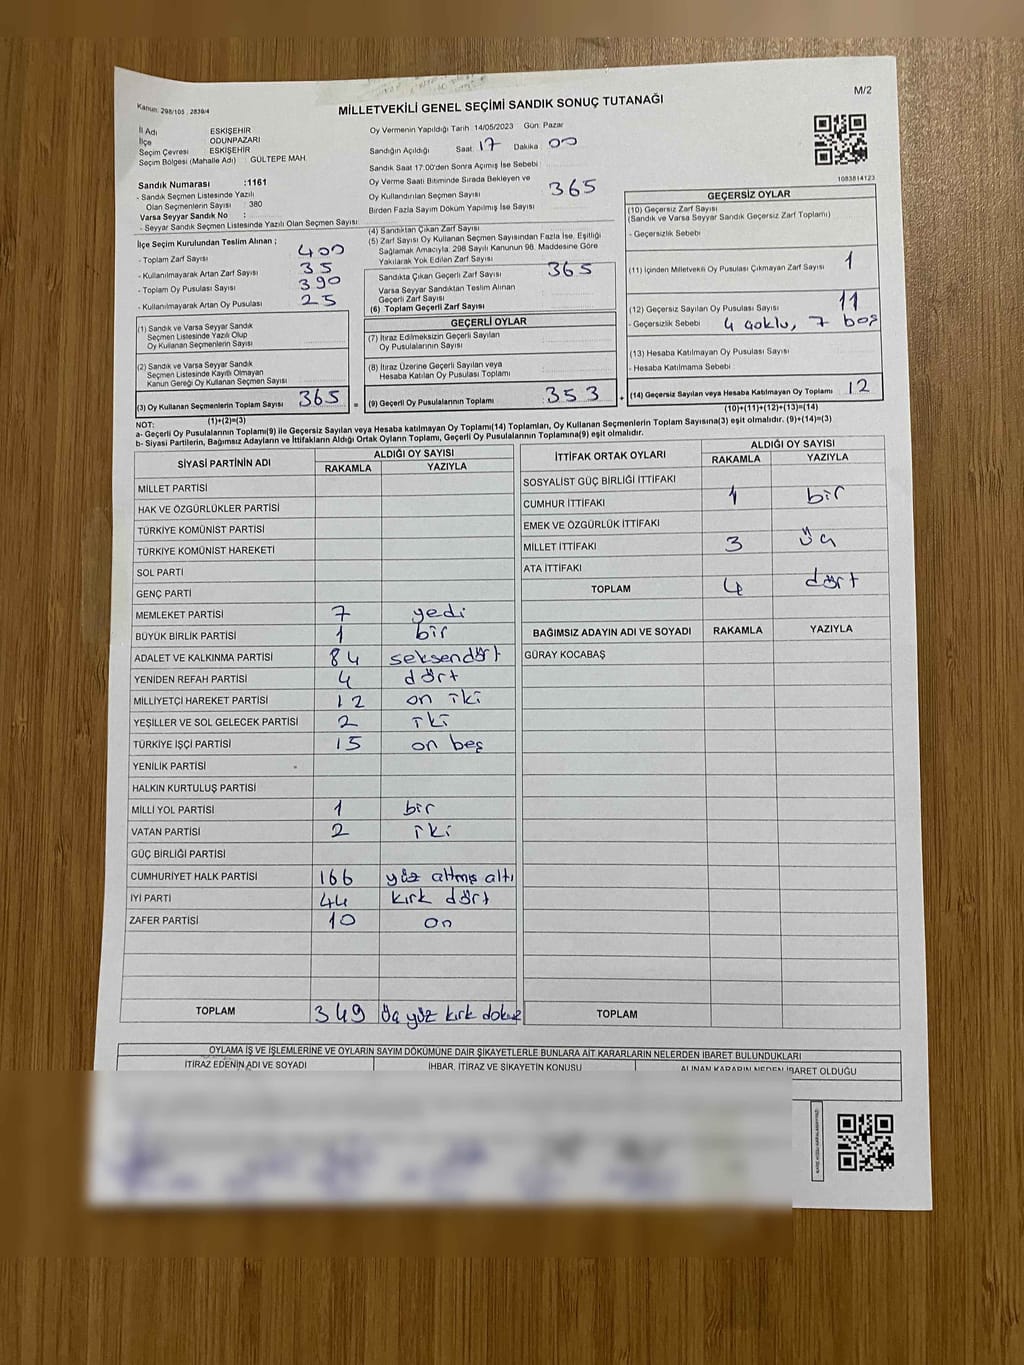 Kanun: 298/105 , 2839/4
MİLLETVEKİLİ GENEL SEÇİMİ SANDIK SONUÇ TUTANAĞI
M/2
İl Adı ESKİŞEHİR
İlçe ODUNPAZARI
Seçim Çevresi ESKİŞEHİR
Seçim Bölgesi (Mahalle Adı) : GÜLTEPE MAH.
Sandık Numarası :1161
- Sandık Seçmen Listesinde Yazılı
Olan Seçmenlerin Sayısı : 380
Varsa Seyyar Sandık No :
- Seyyar Sandık Seçmen Listesinde Yazılı Olan Seçmen Sayısı
İlçe Seçim Kurulundan Teslim Alınan ;
- Toplam Zarf Sayısı 400
- Kullanılmayarak Artan Zarf Sayısı 35
- Toplam Oy Pusulası Sayısı 390
- Kullanılmayarak Artan Oy Pusulası 25
(1) Sandık ve Varsa Seyyar Sandık
Seçmen Listesinde Yazılı Olup
Oy Kullanan Seçmenlerin Sayısı
(2) Sandık ve Varsa Seyyar Sandık
Seçmen Listesinde Kayıtlı Olmayan
Kanun Gereği Oy Kullanan Seçmen Sayısı
(3) Oy Kullanan Seçmenlerin Toplam Sayısı 365
(1)+(2)=(3)
Oy Vermenin Yapıldığı Tarih :14/05/2023 Gün: Pazar
Sandığın Açıldığı Saat: 17 Dakika 00
Sandık Saat 17:00'den Sonra Açılmış İse Sebebi
Oy Verme Saati Bitiminde Sırada Bekleyen ve
Oy Kullandırılan Seçmen Sayısı 365
Birden Fazla Sayım Döküm Yapılmış İse Sayısı
(4) Sandıktan Çıkan Zarf Sayısı
(5) Zarf Sayısı Oy Kullanan Seçmen Sayısından Fazla İse, Eşitliği
Sağlamak Amacıyla, 298 Sayılı Kanunun 98. Maddesine Göre
Yakılarak Yok Edilen Zarf Sayısı
Sandıkta Çıkan Geçerli Zarf Sayısı 365
Varsa Seyyar Sandıktan Teslim Alınan
Geçerli Zarf Sayısı
(6) Toplam Geçerli Zarf Sayısı
GEÇERLİ OYLAR
(7) İtiraz Edilmeksizin Geçerli Sayılan
Oy Pusulalarının Sayısı
(8) İtiraz Üzerine Geçerli Sayılan veya
Hesaba Katılan Oy Pusulası Toplamı
= (9) Geçerli Oy Pusulalarının Toplamı 353 +
1083814123
GEÇERSİZ OYLAR
(10) Geçersiz Zarf Sayısı
(Sandık ve Varsa Seyyar Sandık Geçersiz Zarf Toplamı)
- Geçersizlik Sebebi
(11) İçinden Milletvekili Oy Pusulası Çıkmayan Zarf Sayısı 1
(12) Geçersiz Sayılan Oy Pusulası Sayısı 11
- Geçersizlik Sebebi 4 çoklu, 7 boş
(13) Hesaba Katılmayan Oy Pusulası Sayısı
- Hesaba Katılmama Sebebi
(14) Geçersiz Sayılan veya Hesaba Katılmayan Oy Toplamı 12
(10)+(11)+(12)+(13)=(14)
NOT:
a- Geçerli Oy Pusulalarının Toplamı(9) ile Geçersiz Sayılan veya Hesaba katılmayan Oy Toplamı(14) Toplamları, Oy Kullanan Seçmenlerin Toplam Sayısına(3) eşit olmalıdır. (9)+(14)=(3)
b- Siyasi Partilerin, Bağımsız Adayların ve İttifakların Aldığı Ortak Oyların Toplamı, Geçerli Oy Pusulalarının Toplamına(9) eşit olmalıdır.
SİYASİ PARTİNİN ADI ALDIĞI OY SAYISI
RAKAMLA YAZIYLA
MİLLET PARTİSİ
HAK VE ÖZGÜRLÜKLER PARTİSİ
TÜRKİYE KOMÜNİST PARTİSİ
TÜRKİYE KOMÜNİST HAREKETİ
SOL PARTİ
GENÇ PARTİ
MEMLEKET PARTİSİ 7 yedi
BÜYÜK BİRLİK PARTİSİ 1 bir
ADALET VE KALKINMA PARTİSİ 84 seksendört
YENİDEN REFAH PARTİSİ 4 dört
MİLLİYETÇİ HAREKET PARTİSİ 12 on iki
YEŞİLLER VE SOL GELECEK PARTİSİ 2 iki
TÜRKİYE İŞÇİ PARTİSİ 15 on beş
YENİLİK PARTİSİ
HALKIN KURTULUŞ PARTİSİ
MİLLİ YOL PARTİSİ 1 bir
VATAN PARTİSİ 2 iki
GÜÇ BİRLİĞİ PARTİSİ
CUMHURİYET HALK PARTİSİ 166 yüz altmış altı
İYİ PARTİ 44 kırk dört
ZAFER PARTİSİ 10 on
TOPLAM 349 üç yüz kırk dokuz
İTTİFAK ORTAK OYLARI ALDIĞI OY SAYISI
RAKAMLA YAZIYLA
SOSYALİST GÜÇ BİRLİĞİ İTTİFAKI
CUMHUR İTTİFAKI 1 bir
EMEK VE ÖZGÜRLÜK İTTİFAKI
MİLLET İTTİFAKI 3 üç
ATA İTTİFAKI
TOPLAM 4 dört
BAĞIMSIZ ADAYIN ADI VE SOYADI RAKAMLA YAZIYLA
GÜRAY KOCABAŞ
TOPLAM
OYLAMA İŞ VE İŞLEMLERİNE VE OYLARIN SAYIM DÖKÜMÜNE DAİR ŞİKAYETLERLE BUNLARA AİT KARARLARIN NELERDEN İBARET BULUNDUKLARI
İTİRAZ EDENİN ADI VE SOYADI İHBAR, İTİRAZ VE ŞİKAYETİN KONUSU ALINAN KARARIN NEDEN İBARET OLDUĞU